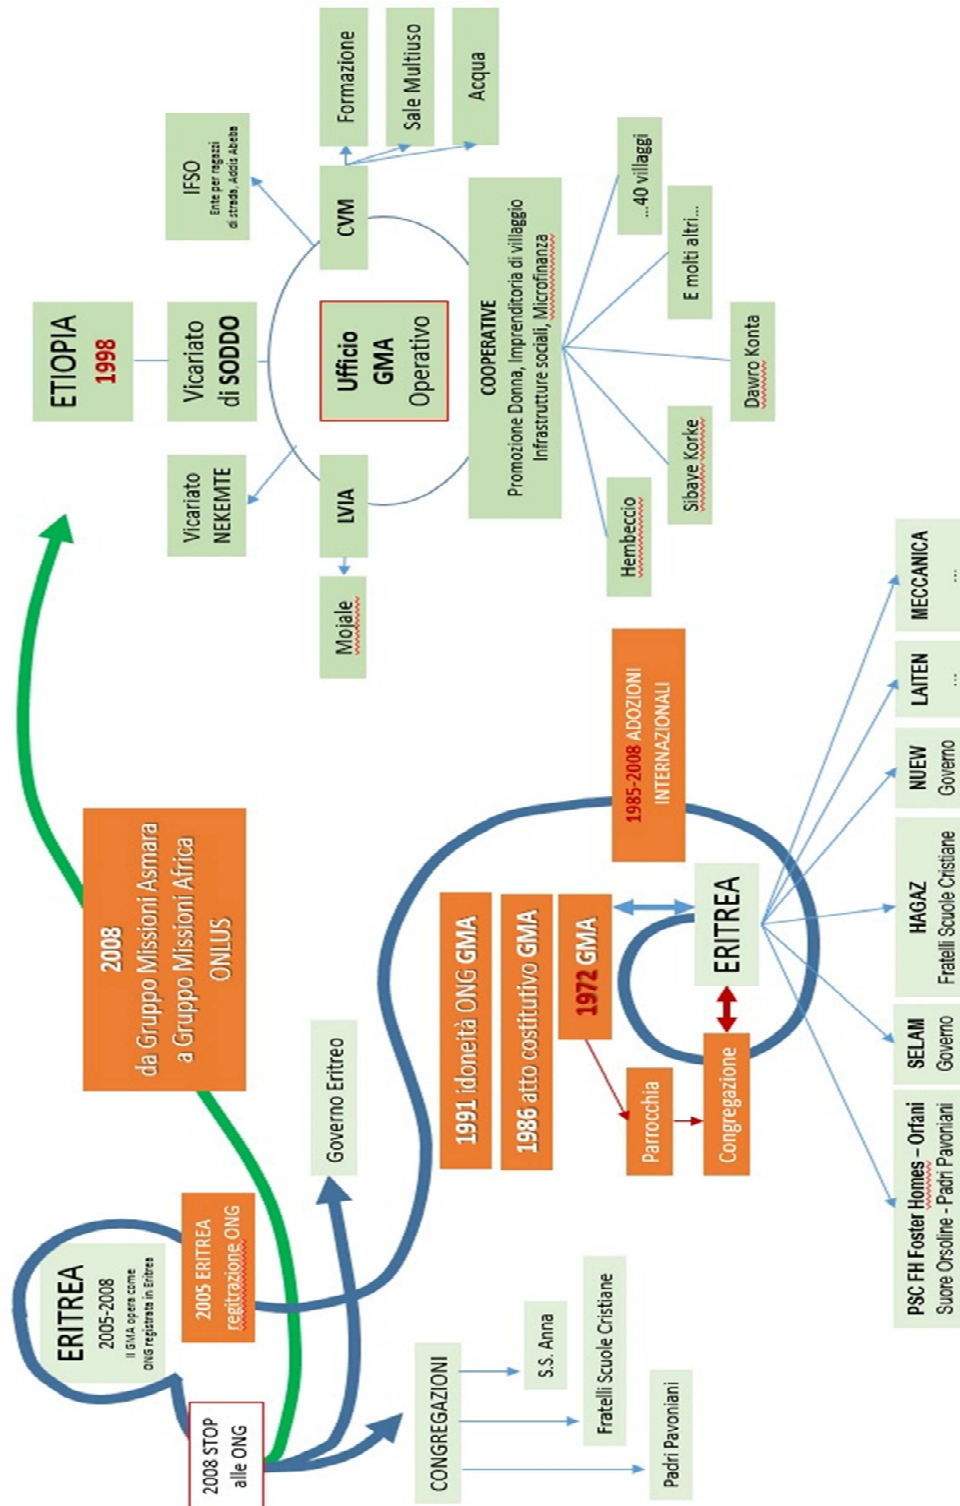 ERITREA
2005-2008
Il GMA opera come
ONG registrata in Eritrea
2008 STOP
alle ONG
2005 ERITREA
regitrazione ONG
2008
da Gruppo Missioni Asmara
a Gruppo Missioni Africa
ONLUS
Governo Eritreo
CONGREGAZIONI
S.S. Anna
Fratelli Scuole Cristiane
Padri Pavoniani
1991 idoneità ONG GMA
1986 atto costitutivo GMA
1972 GMA
Parrocchia
Congregazione
ERITREA
1985-2008 ADOZIONI
INTERNAZIONALI
PSC FH Foster Homes – Orfani
Suore Orsoline - Padri Pavoniani
SELAM
Governo
HAGAZ
Fratelli Scuole Cristiane
NUEW
Governo
LAITEN
...
MECCANICA
...
ETIOPIA
1998
Vicariato
di SODDO
Vicariato
NEKEMTE
IFSO
Ente per ragazzi
di strada, Addis Abeba
Ufficio
GMA
Operativo
LVIA
Mojale
CVM
Formazione
Sale Multiuso
Acqua
COOPERATIVE
Promozione Donna, Imprenditoria di villaggio
Infrastrutture sociali, Microfinanza
Hembeccio
Sibaye Korke
Dawro Konta
E molti altri...
...40 villaggi